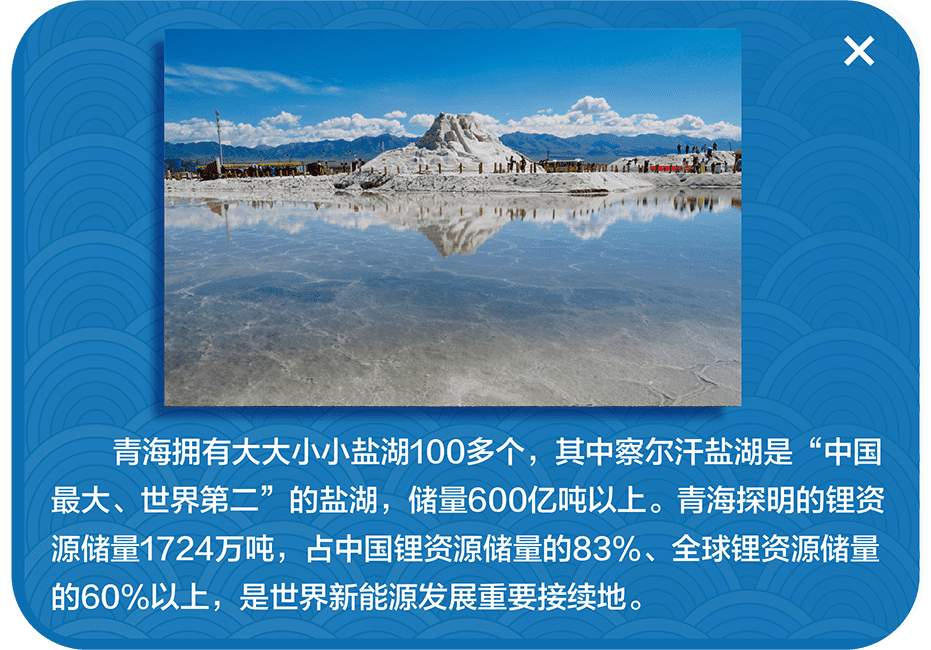 青海拥有大大小小盐湖100多个，其中察尔汗盐湖是“中国
最大、世界第二”的盐湖，储量600亿吨以上。青海探明的锂资
源储量1724万吨，占中国锂资源储量的83%、全球锂资源储量
的60%以上，是世界新能源发展重要接续地。